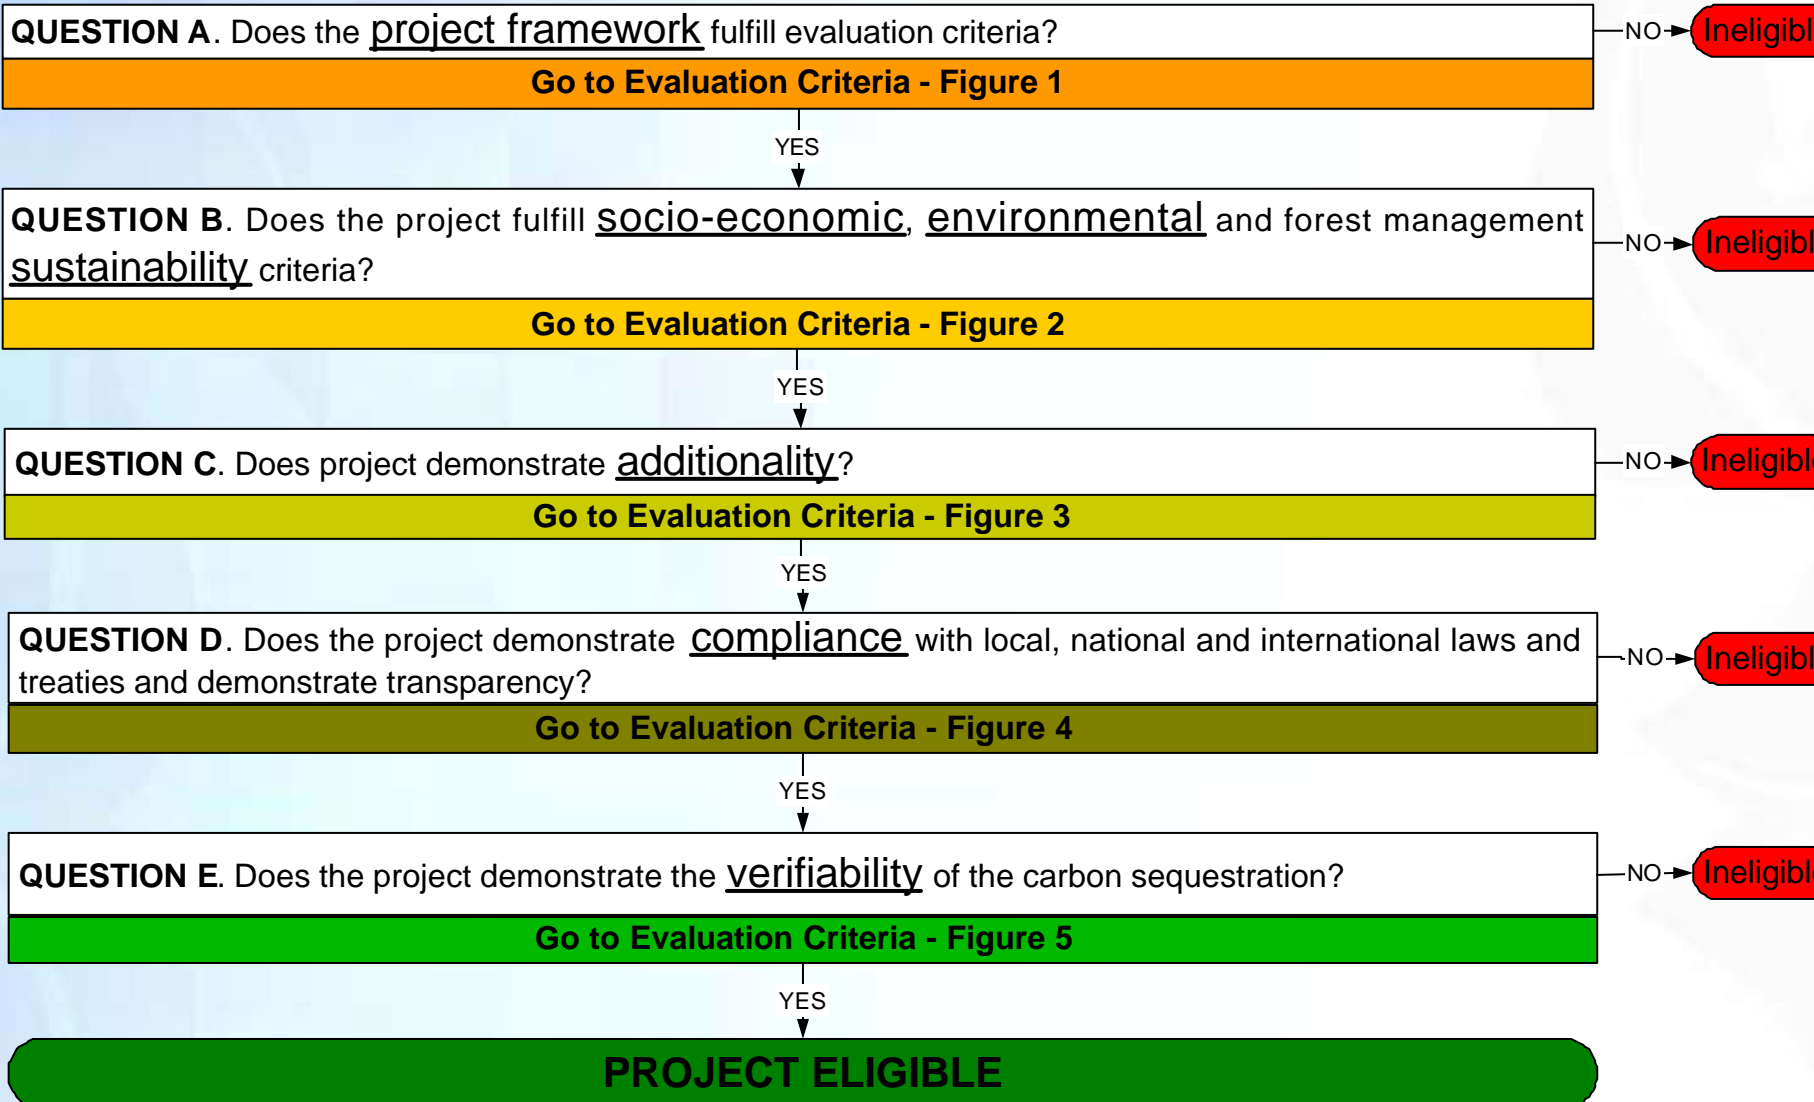 QUESTION A. Does the project framework fulfill evaluation criteria?
NO
Ineligibl
Go to Evaluation Criteria - Figure 1
YES
QUESTION B. Does the project fulfill socio-economic, environmental and forest management
sustainability criteria?
NO
Ineligibl
Go to Evaluation Criteria - Figure 2
YES
QUESTION C. Does project demonstrate additionality?
NO
Ineligible
Go to Evaluation Criteria - Figure 3
YES
QUESTION D. Does the project demonstrate compliance with local, national and international laws and
treaties and demonstrate transparency?
NO
Ineligibl
Go to Evaluation Criteria - Figure 4
YES
QUESTION E. Does the project demonstrate the verifiability of the carbon sequestration?
NO
Ineligible
Go to Evaluation Criteria - Figure 5
YES
PROJECT ELIGIBLE